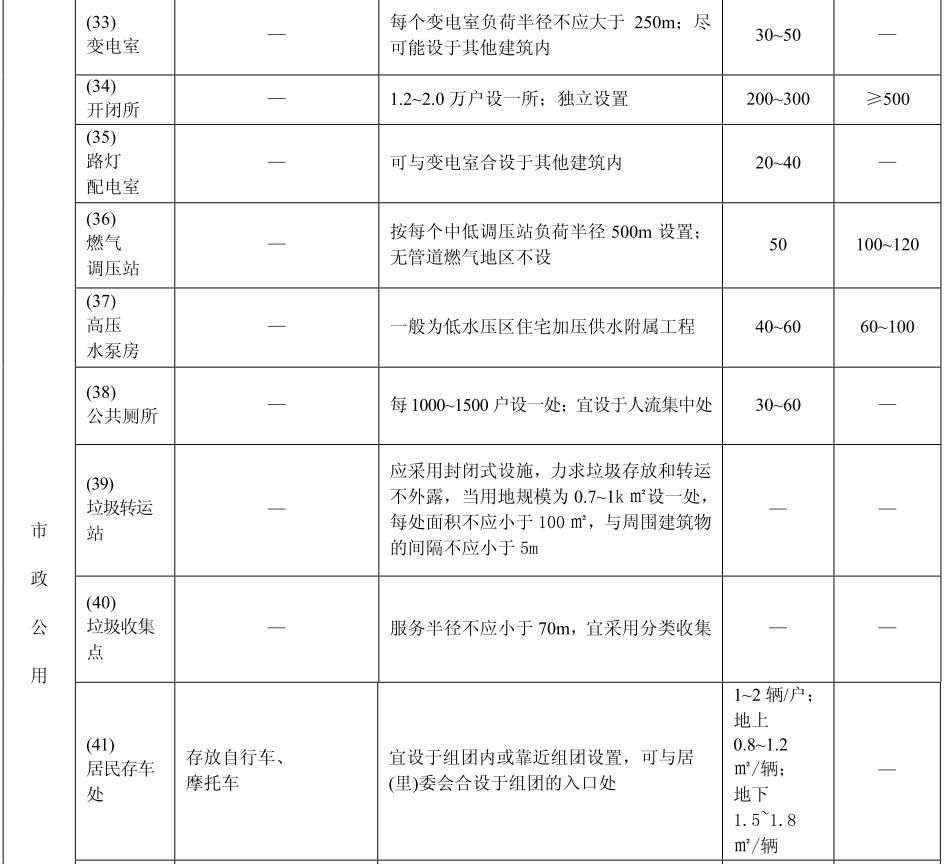 (33)
变电室
—
每个变电室负荷半径不应大于 250m；尽
可能设于其他建筑内
30~50
—
(34)
开闭所
—
1.2~2.0 万户设一所；独立设置
200~300
≥500
(35)
路灯
配电室
—
可与变电室合设于其他建筑内
20~40
—
(36)
燃气
调压站
—
按每个中低调压站负荷半径 500m 设置；
无管道燃气地区不设
50
100~120
(37)
高压
水泵房
—
一般为低水压区住宅加压供水附属工程
40~60
60~100
(38)
公共厕所
—
每 1000~1500 户设一处；宜设于人流集中处
30~60
—
(39)
垃圾转运
站
—
应采用封闭式设施，力求垃圾存放和转运
不外露，当用地规模为 0.7~1k ㎡设一处，
每处面积不应小于 100 ㎡，与周围建筑物
的间隔不应小于 5m
—
—
市
政
公
用
(40)
垃圾收集
点
—
服务半径不应小于 70m，宜采用分类收集
—
—
(41)
居民存车
处
存放自行车、
摩托车
宜设于组团内或靠近组团设置，可与居
(里)委会合设于组团的入口处
1~2 辆/户；
地上
0.8~1.2
㎡/辆；
地下
1.5~1.8
㎡/辆
—